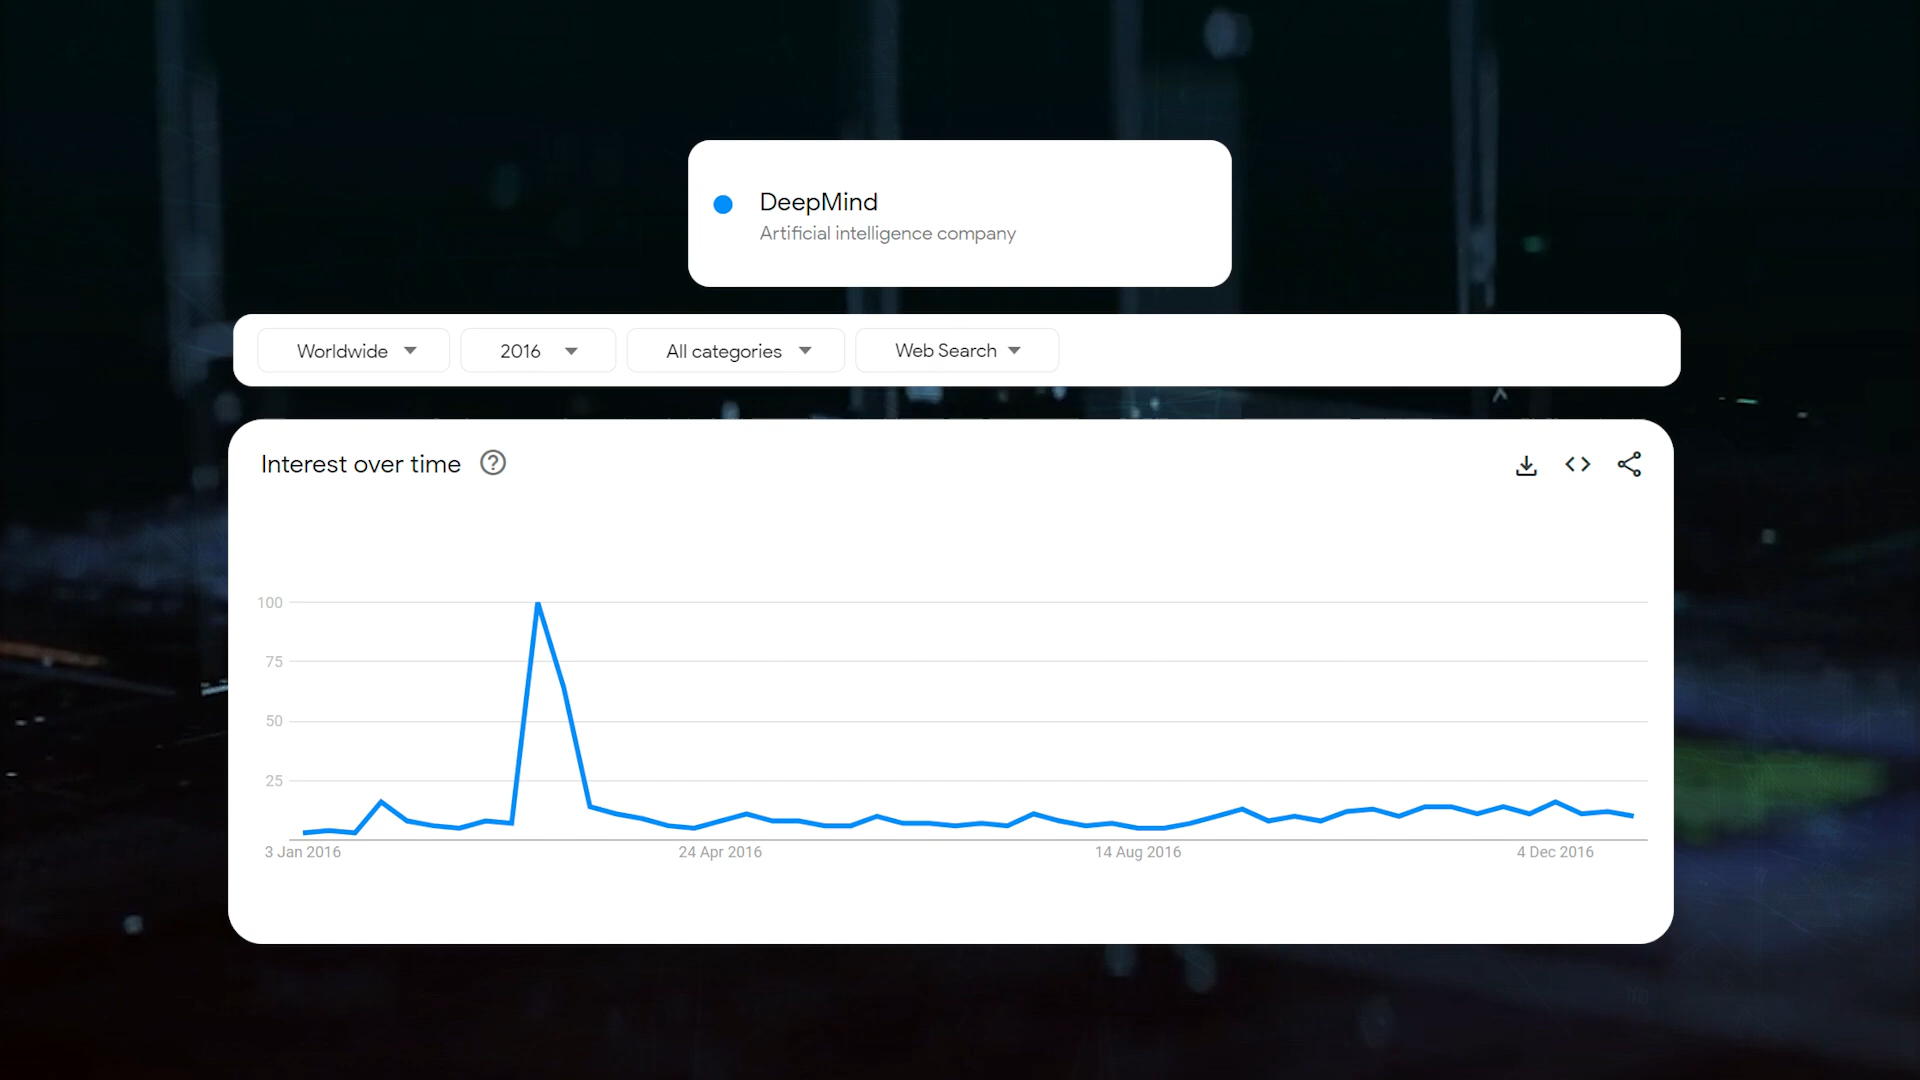 DeepMind
Artificial intelligence company
Worldwide 2016 All categories Web Search
Interest over time ?
100
75
50
25
3 Jan 2016 24 Apr 2016 14 Aug 2016 4 Dec 2016